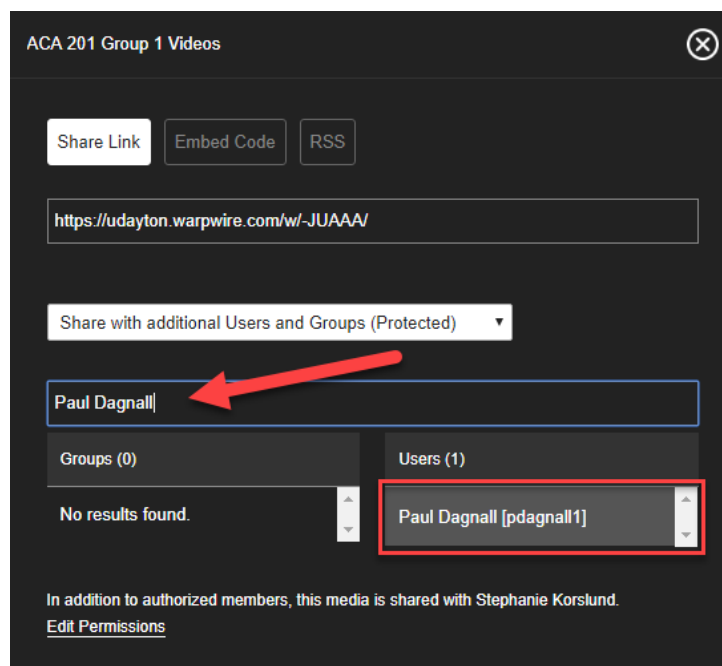 ACA 201 Group 1 Videos
Share Link
Embed Code
RSS
https://udayton.warpwire.com/w/-JUAAA/
Share with additional Users and Groups (Protected)
Paul Dagnall
Groups (0)
Users (1)
No results found.
Paul Dagnall [pdagnall1]
In addition to authorized members, this media is shared with Stephanie Korslund.
Edit Permissions